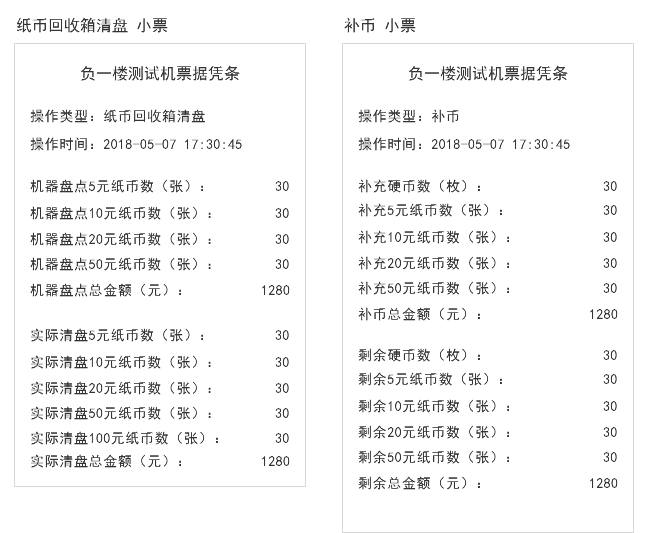 纸币回收箱清盘 小票
负一楼测试机票据凭条
操作类型：纸币回收箱清盘
操作时间：2018-05-07 17:30:45
机器盘点5元纸币数（张）： 30
机器盘点10元纸币数（张）： 30
机器盘点20元纸币数（张）： 30
机器盘点50元纸币数（张）： 30
机器盘点总金额（元）： 1280
实际清盘5元纸币数（张）： 30
实际清盘10元纸币数（张）： 30
实际清盘20元纸币数（张）： 30
实际清盘50元纸币数（张）： 30
实际清盘100元纸币数（张）： 30
实际清盘总金额（元）： 1280
补币 小票
负一楼测试机票据凭条
操作类型：补币
操作时间：2018-05-07 17:30:45
补充硬币数（枚）： 30
补充5元纸币数（张）： 30
补充10元纸币数（张）： 30
补充20元纸币数（张）： 30
补充50元纸币数（张）： 30
补币总金额（元）： 1280
剩余硬币数（枚）： 30
剩余5元纸币数（张）： 30
剩余10元纸币数（张）： 30
剩余20元纸币数（张）： 30
剩余50元纸币数（张）： 30
剩余总金额（元）： 1280